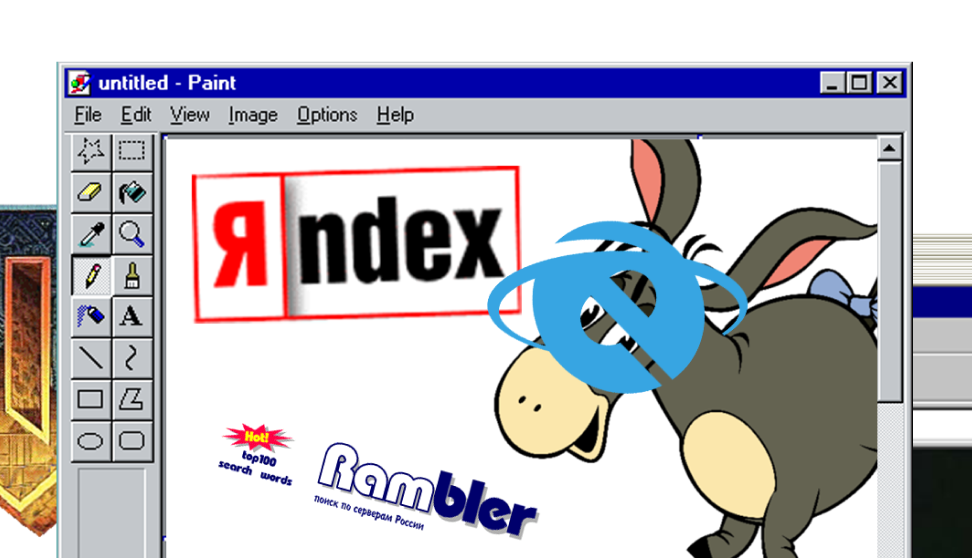 untitled - Paint
File Edit View Image Options Help
Яndex
Hot!
top100
search words
Rambler
поиск по серверам России